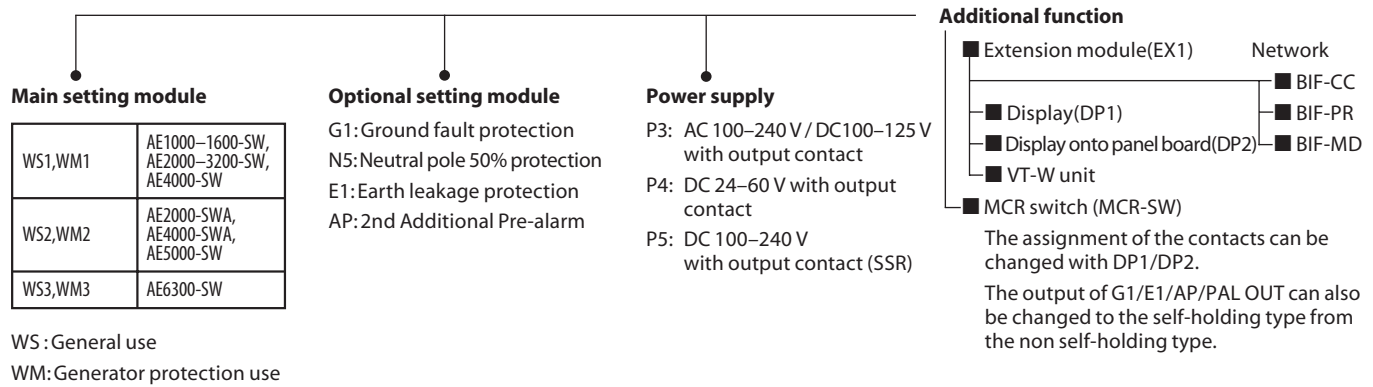 Main setting module
WS1,WM1
AE1000–1600-SW,
AE2000–3200-SW,
AE4000-SW
WS2,WM2
AE2000-SWA,
AE4000-SWA,
AE5000-SW
WS3,WM3
AE6300-SW
WS : General use
WM: Generator protection use
Optional setting module
G1: Ground fault protection
N5: Neutral pole 50% protection
E1: Earth leakage protection
AP: 2nd Additional Pre-alarm
Power supply
P3: AC 100–240 V / DC100–125 V
with output contact
P4: DC 24–60 V with output
contact
P5: DC 100–240 V
with output contact (SSR)
Additional function
Extension module(EX1)
Network
BIF-CC
Display(DP1)
BIF-PR
Display onto panel board(DP2)
BIF-MD
VT-W unit
MCR switch (MCR-SW)
The assignment of the contacts can be
changed with DP1/DP2.
The output of G1/E1/AP/PAL OUT can also
be changed to the self-holding type from
the non self-holding type.